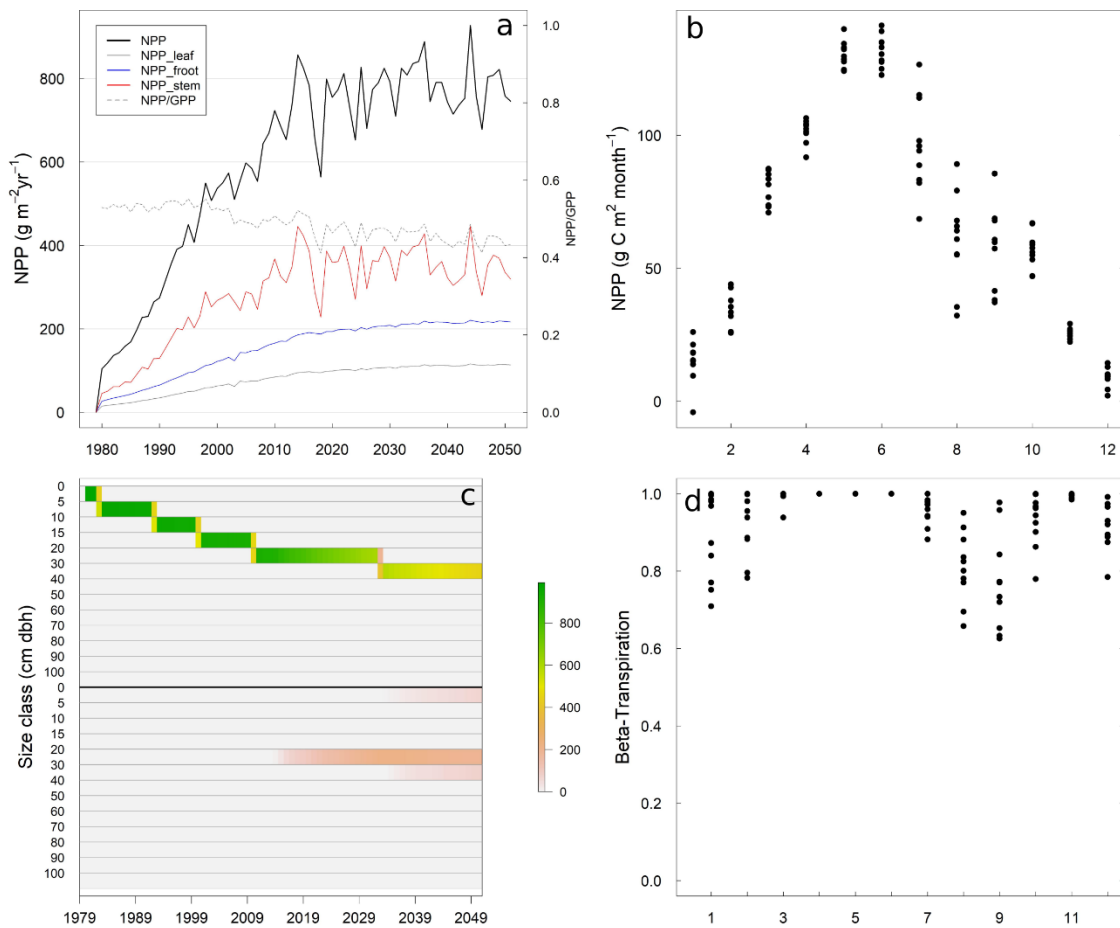 a
NPP
NPP_leaf
NPP_froot
NPP_stem
NPP/GPP
NPP (g m⁻²yr⁻¹)
800
600
400
200
0
1.0
0.8
0.6
0.4
0.2
0.0
NPP/GPP
1980 1990 2000 2010 2020 2030 2040 2050
b
NPP (g C m² month⁻¹)
100
50
0
2 4 6 8 10 12
c
Size class (cm dbh)
0
5
10
15
20
30
40
50
60
70
80
90
100
0
5
10
15
20
30
40
50
60
70
80
90
100
1979 1989 1999 2009 2019 2029 2039 2049
800
600
400
200
0
d
Beta-Transpiration
1.0
0.8
0.6
0.4
0.2
0.0
1 3 5 7 9 11